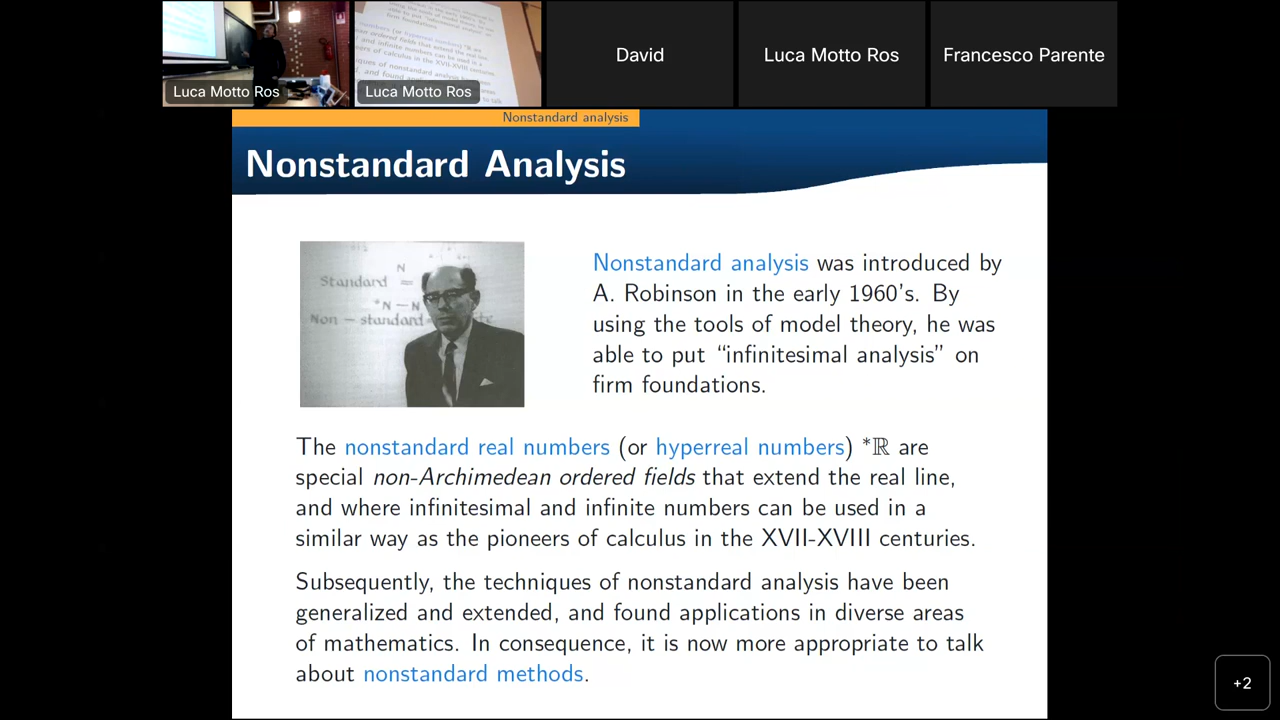 Luca Motto Ros
Luca Motto Ros
David
Luca Motto Ros
Francesco Parente
Nonstandard analysis
Nonstandard Analysis
N
Standard =
*N – N
Non – standard
Nonstandard analysis was introduced by
A. Robinson in the early 1960's. By
using the tools of model theory, he was
able to put “infinitesimal analysis” on
firm foundations.
The nonstandard real numbers (or hyperreal numbers) *ℝ are
special non-Archimedean ordered fields that extend the real line,
and where infinitesimal and infinite numbers can be used in a
similar way as the pioneers of calculus in the XVII-XVIII centuries.
Subsequently, the techniques of nonstandard analysis have been
generalized and extended, and found applications in diverse areas
of mathematics. In consequence, it is now more appropriate to talk
about nonstandard methods.
+2